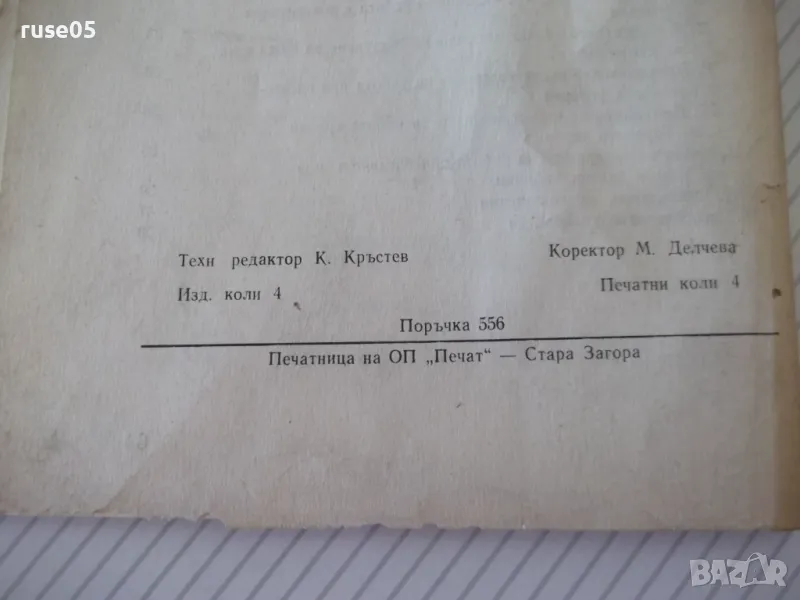 ruse05
Техн редактор К. Кръстев
Коректор М. Делчева
Изд. коли 4
Печатни коли 4
Поръчка 556
Печатница на ОП „Печат“ — Стара Загора
BAZAR